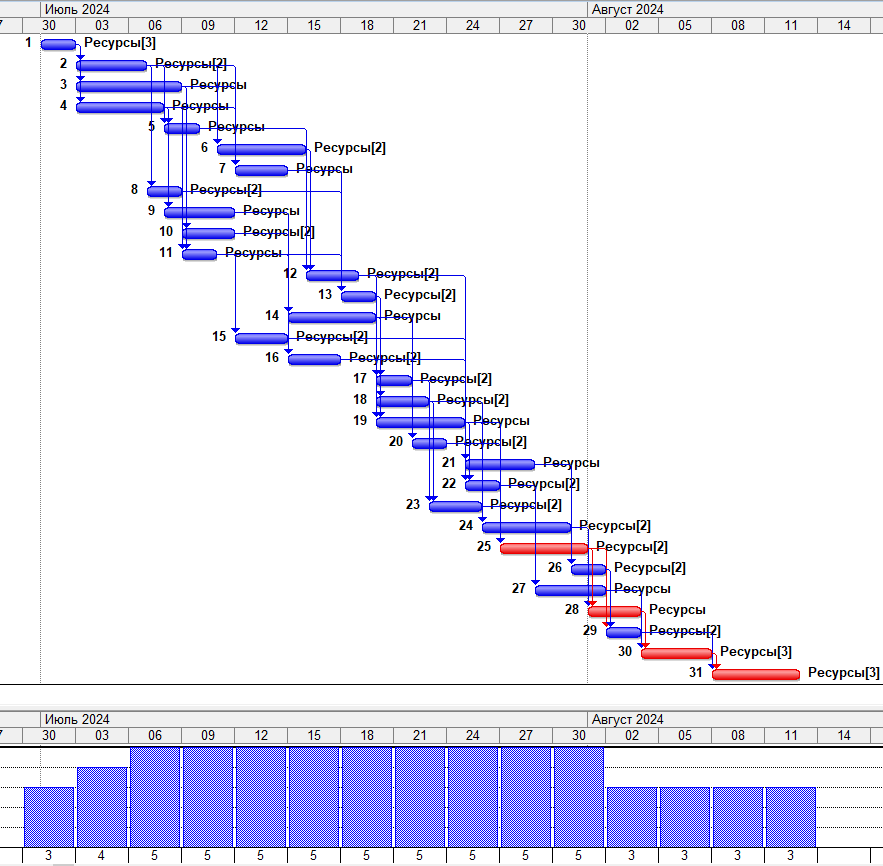 Июль 2024 Август 2024
7 30 03 06 09 12 15 18 21 24 27 30 02 05 08 11 14
1 Ресурсы[3]
2 Ресурсы[2]
3 Ресурсы
4 Ресурсы
5 Ресурсы
6 Ресурсы[2]
7 Ресурсы
8 Ресурсы[2]
9 Ресурсы
10 Ресурсы[2]
11 Ресурсы
12 Ресурсы[2]
13 Ресурсы[2]
14 Ресурсы
15 Ресурсы[2]
16 Ресурсы[2]
17 Ресурсы[2]
18 Ресурсы[2]
19 Ресурсы
20 Ресурсы[2]
21 Ресурсы
22 Ресурсы[2]
23 Ресурсы[2]
24 Ресурсы[2]
25 Ресурсы[2]
26 Ресурсы[2]
27 Ресурсы
28 Ресурсы
29 Ресурсы[2]
30 Ресурсы[3]
31 Ресурсы[3]
Июль 2024 Август 2024
7 30 03 06 09 12 15 18 21 24 27 30 02 05 08 11 14
3 4 5 5 5 5 5 5 5 5 5 3 3 3 3